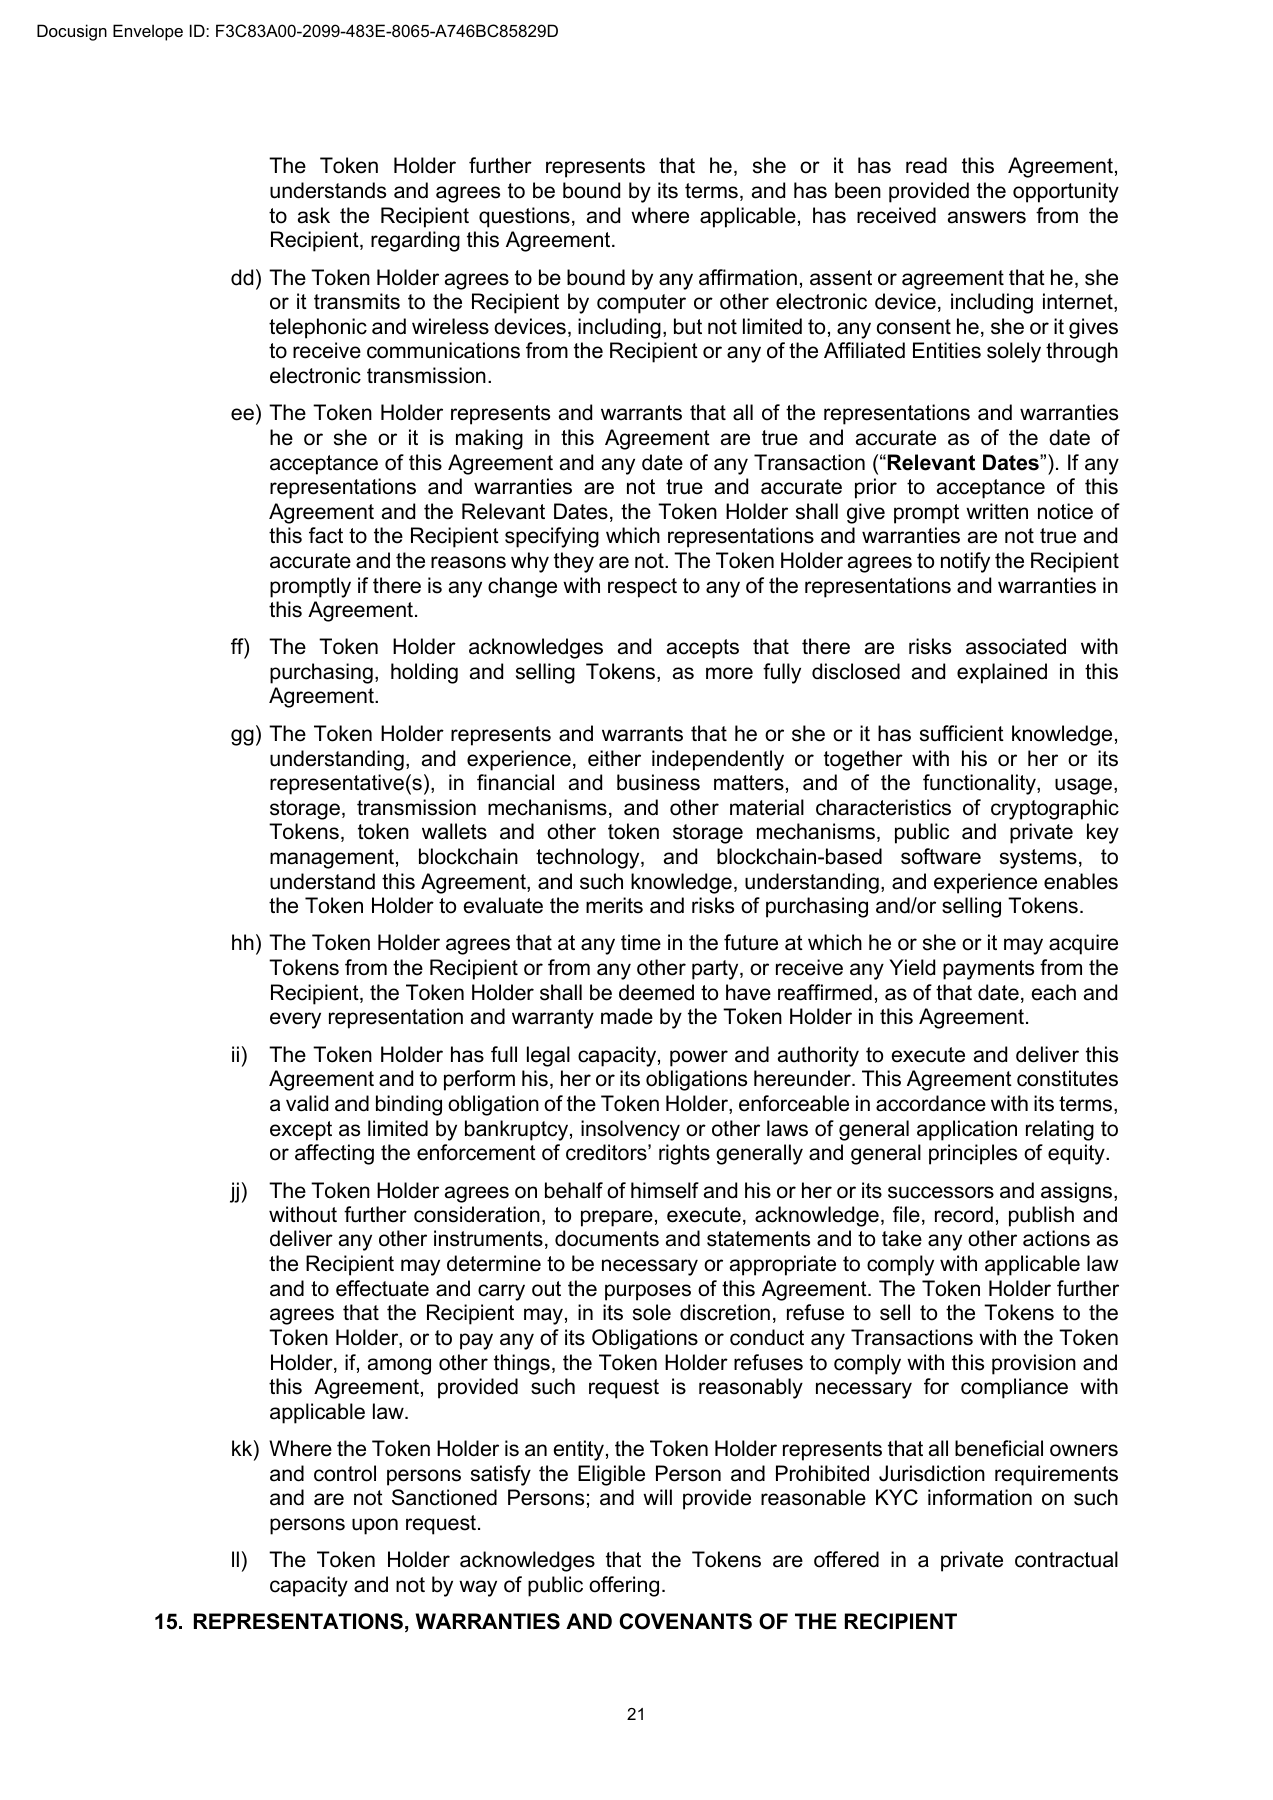 Docusign Envelope ID: F3C83A00-2099-483E-8065-A746BC85829D
The Token Holder further represents that he, she or it has read this Agreement,
understands and agrees to be bound by its terms, and has been provided the opportunity
to ask the Recipient questions, and where applicable, has received answers from the
Recipient, regarding this Agreement.
dd) The Token Holder agrees to be bound by any affirmation, assent or agreement that he, she
or it transmits to the Recipient by computer or other electronic device, including internet,
telephonic and wireless devices, including, but not limited to, any consent he, she or it gives
to receive communications from the Recipient or any of the Affiliated Entities solely through
electronic transmission.
ee) The Token Holder represents and warrants that all of the representations and warranties
he or she or it is making in this Agreement are true and accurate as of the date of
acceptance of this Agreement and any date of any Transaction (“Relevant Dates”). If any
representations and warranties are not true and accurate prior to acceptance of this
Agreement and the Relevant Dates, the Token Holder shall give prompt written notice of
this fact to the Recipient specifying which representations and warranties are not true and
accurate and the reasons why they are not. The Token Holder agrees to notify the Recipient
promptly if there is any change with respect to any of the representations and warranties in
this Agreement.
ff) The Token Holder acknowledges and accepts that there are risks associated with
purchasing, holding and selling Tokens, as more fully disclosed and explained in this
Agreement.
gg) The Token Holder represents and warrants that he or she or it has sufficient knowledge,
understanding, and experience, either independently or together with his or her or its
representative(s), in financial and business matters, and of the functionality, usage,
storage, transmission mechanisms, and other material characteristics of cryptographic
Tokens, token wallets and other token storage mechanisms, public and private key
management, blockchain technology, and blockchain-based software systems, to
understand this Agreement, and such knowledge, understanding, and experience enables
the Token Holder to evaluate the merits and risks of purchasing and/or selling Tokens.
hh) The Token Holder agrees that at any time in the future at which he or she or it may acquire
Tokens from the Recipient or from any other party, or receive any Yield payments from the
Recipient, the Token Holder shall be deemed to have reaffirmed, as of that date, each and
every representation and warranty made by the Token Holder in this Agreement.
ii) The Token Holder has full legal capacity, power and authority to execute and deliver this
Agreement and to perform his, her or its obligations hereunder. This Agreement constitutes
a valid and binding obligation of the Token Holder, enforceable in accordance with its terms,
except as limited by bankruptcy, insolvency or other laws of general application relating to
or affecting the enforcement of creditors’ rights generally and general principles of equity.
jj) The Token Holder agrees on behalf of himself and his or her or its successors and assigns,
without further consideration, to prepare, execute, acknowledge, file, record, publish and
deliver any other instruments, documents and statements and to take any other actions as
the Recipient may determine to be necessary or appropriate to comply with applicable law
and to effectuate and carry out the purposes of this Agreement. The Token Holder further
agrees that the Recipient may, in its sole discretion, refuse to sell to the Tokens to the
Token Holder, or to pay any of its Obligations or conduct any Transactions with the Token
Holder, if, among other things, the Token Holder refuses to comply with this provision and
this Agreement, provided such request is reasonably necessary for compliance with
applicable law.
kk) Where the Token Holder is an entity, the Token Holder represents that all beneficial owners
and control persons satisfy the Eligible Person and Prohibited Jurisdiction requirements
and are not Sanctioned Persons; and will provide reasonable KYC information on such
persons upon request.
ll) The Token Holder acknowledges that the Tokens are offered in a private contractual
capacity and not by way of public offering.
15. REPRESENTATIONS, WARRANTIES AND COVENANTS OF THE RECIPIENT
21